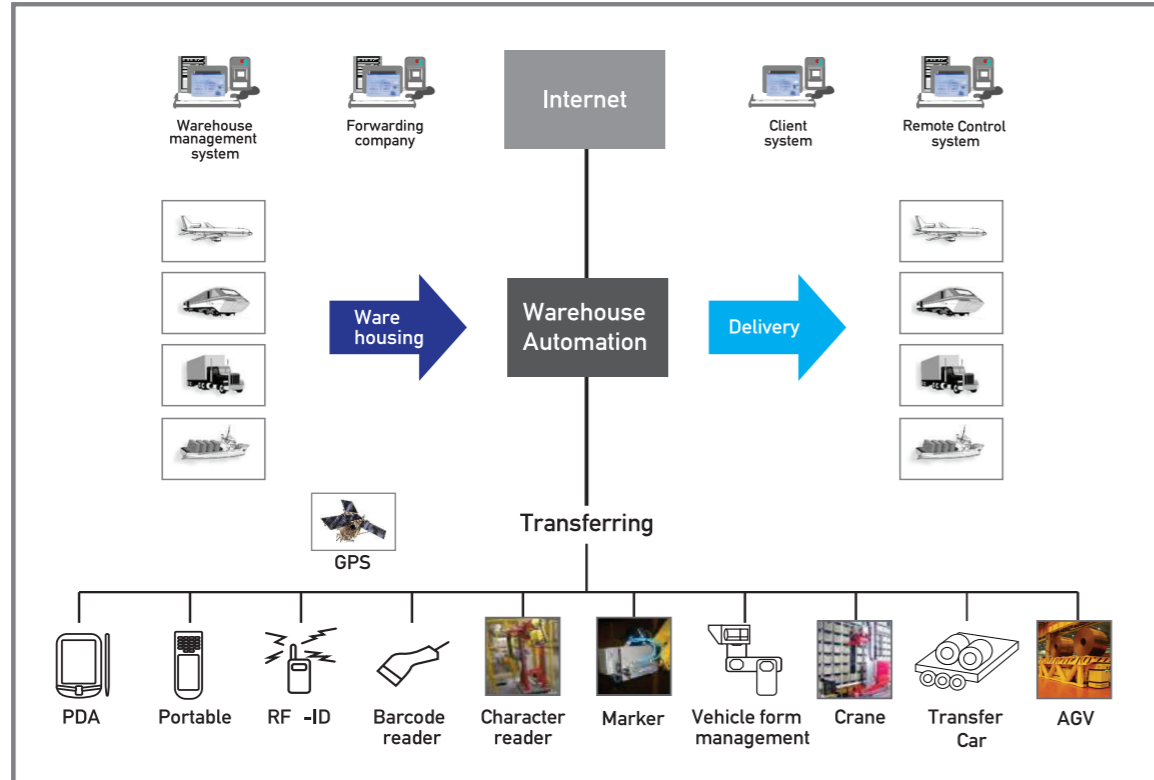 Internet
Warehouse
management
system
Forwarding
company
Client
system
Remote Control
system
Ware
housing
Warehouse
Automation
Delivery
Transferring
GPS
PDA
Portable
RF -ID
Barcode
reader
Character
reader
Marker
Vehicle form
management
Crane
Transfer
Car
AGV